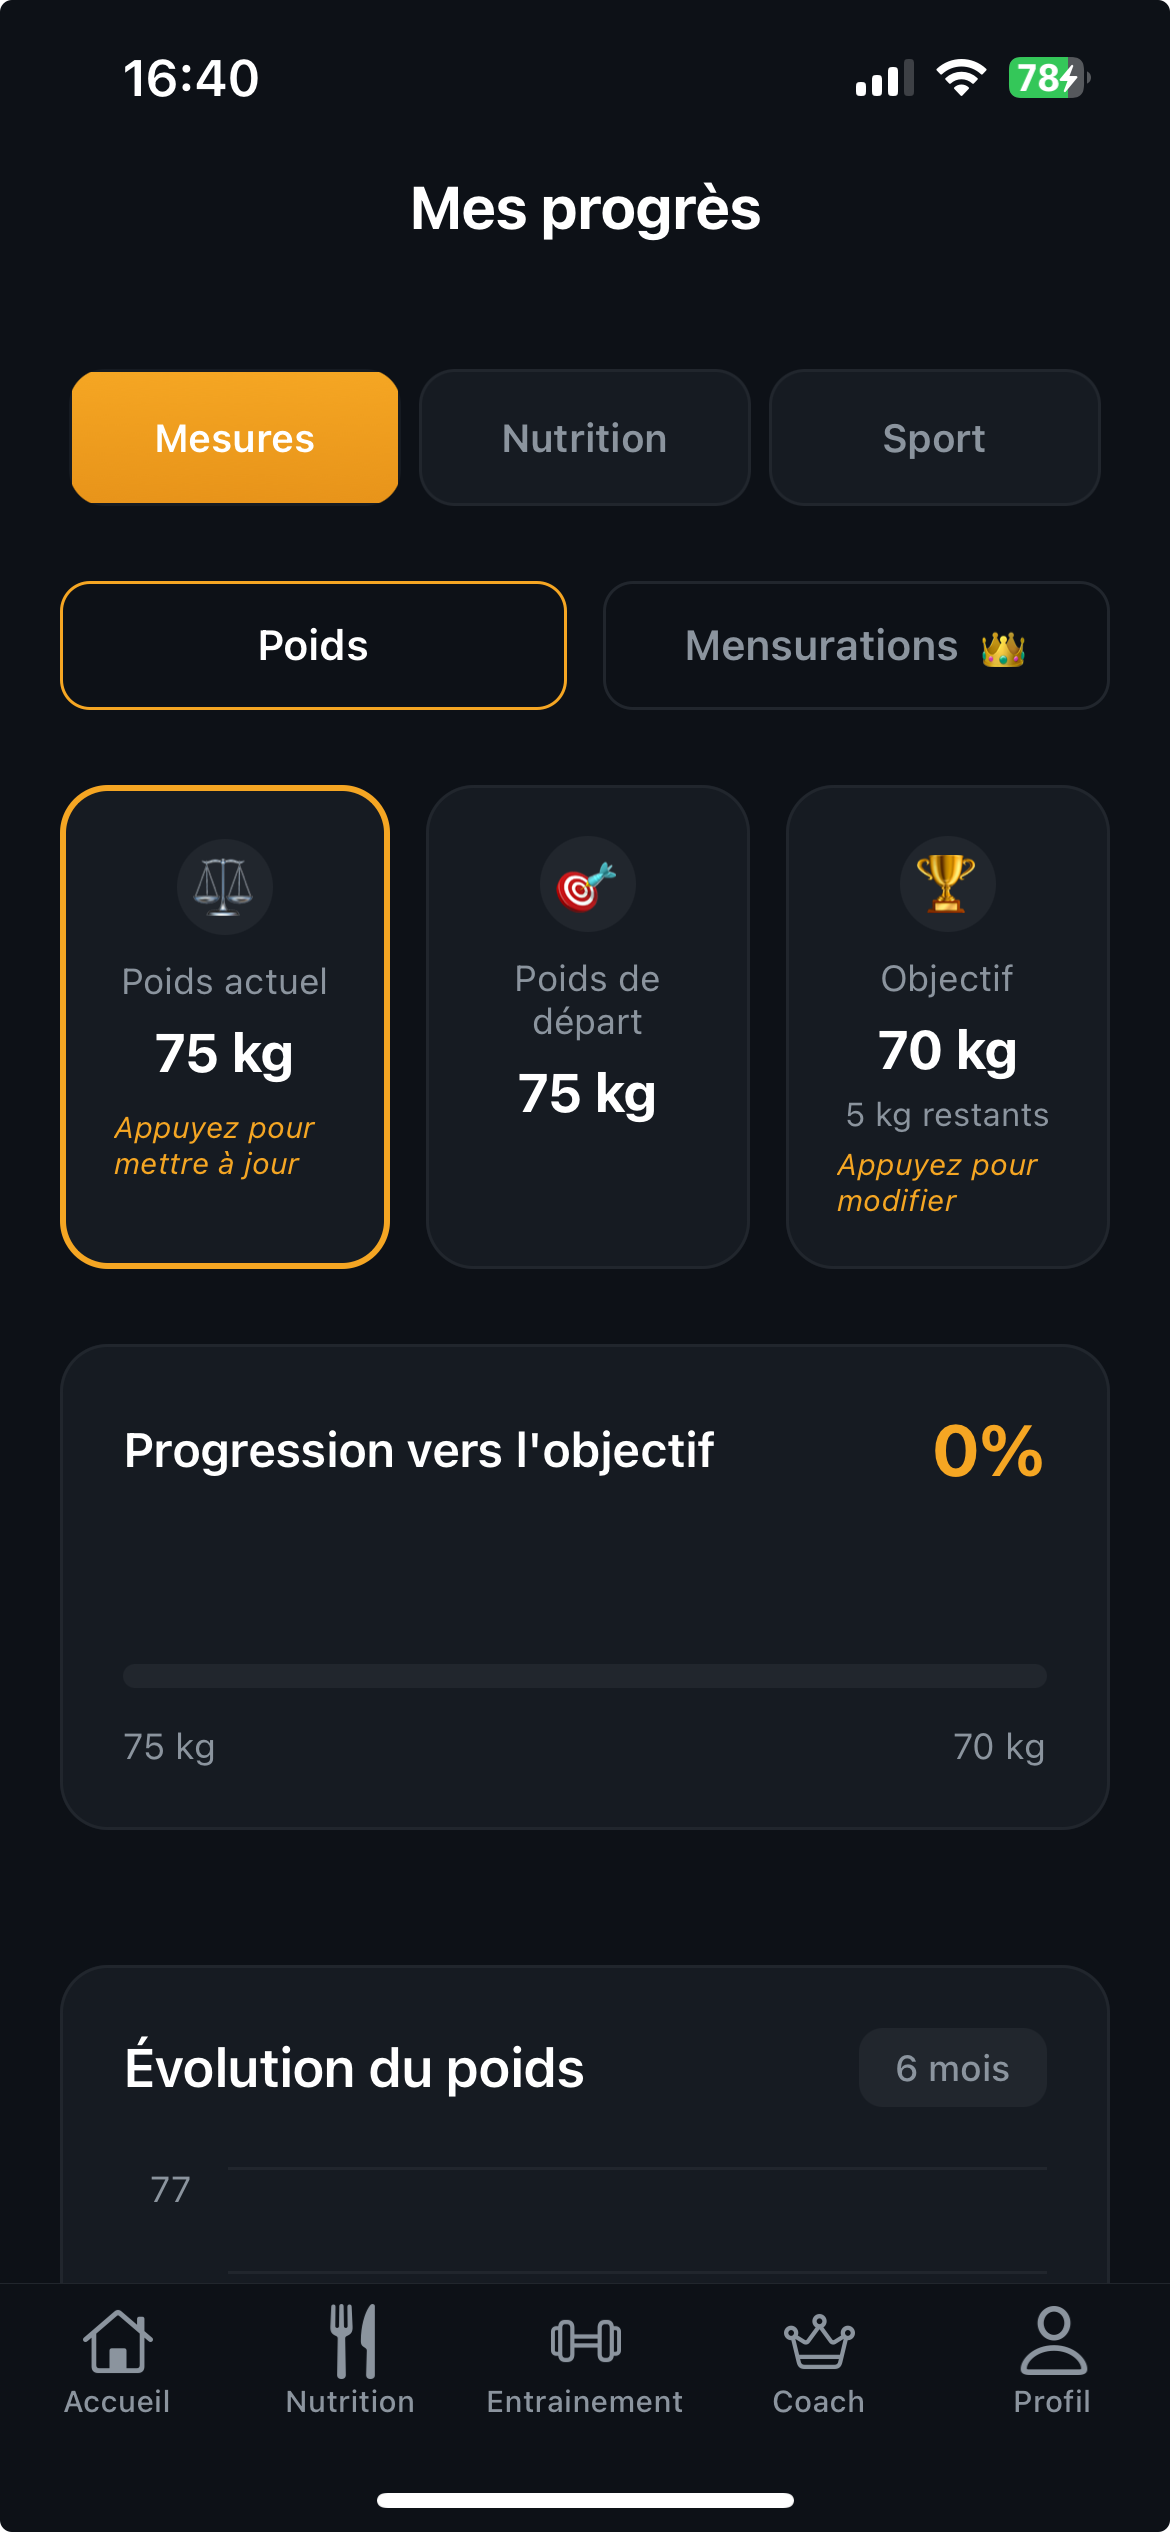 16:40
78
Mes progrès
Mesures
Nutrition
Sport
Poids
Mensurations
Poids actuel
75 kg
Appuyez pour
mettre à jour
Poids de
départ
75 kg
Objectif
70 kg
5 kg restants
Appuyez pour
modifier
Progression vers l'objectif
0%
75 kg
70 kg
Évolution du poids
6 mois
77
Accueil
Nutrition
Entrainement
Coach
Profil